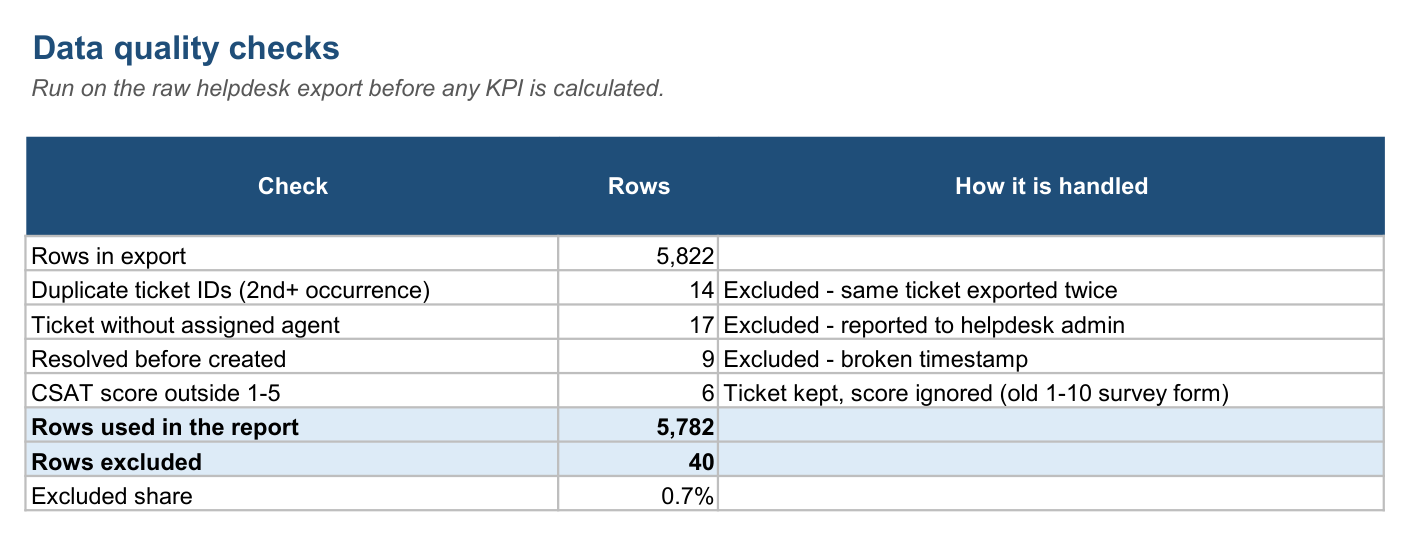 Data quality checks
Run on the raw helpdesk export before any KPI is calculated.
Check Rows How it is handled
Rows in export 5,822
Duplicate ticket IDs (2nd+ occurrence) 14 Excluded - same ticket exported twice
Ticket without assigned agent 17 Excluded - reported to helpdesk admin
Resolved before created 9 Excluded - broken timestamp
CSAT score outside 1-5 6 Ticket kept, score ignored (old 1-10 survey form)
Rows used in the report 5,782
Rows excluded 40
Excluded share 0.7%